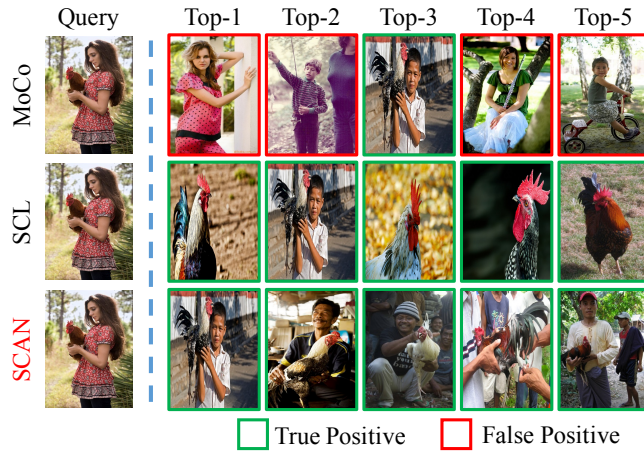 Query Top-1 Top-2 Top-3 Top-4 Top-5
MoCo
SCL
SCAN
True Positive False Positive